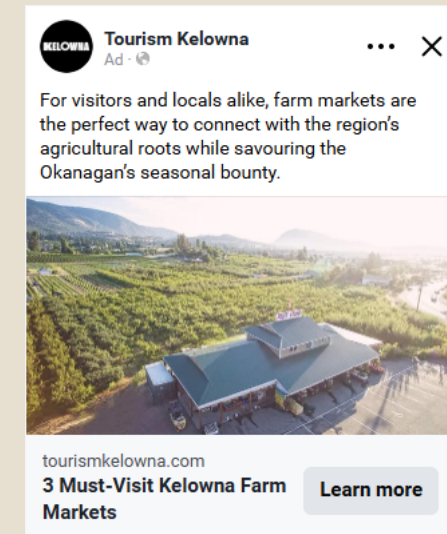 KELOWNA
Tourism Kelowna
Ad ·
For visitors and locals alike, farm markets are
the perfect way to connect with the region's
agricultural roots while savouring the
Okanagan's seasonal bounty.
tourismkelowna.com
3 Must-Visit Kelowna Farm
Markets
Learn more